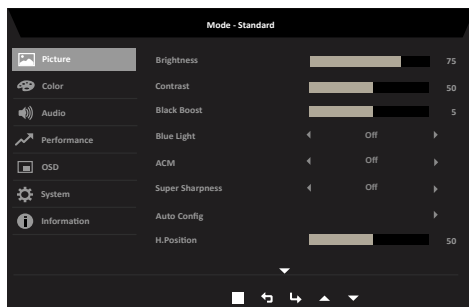 Mode - Standard
Picture
Brightness 75
Color
Contrast 50
Audio
Black Boost 5
Performance
Blue Light Off
OSD
ACM Off
System
Super Sharpness Off
Information
Auto Config
H.Position 50